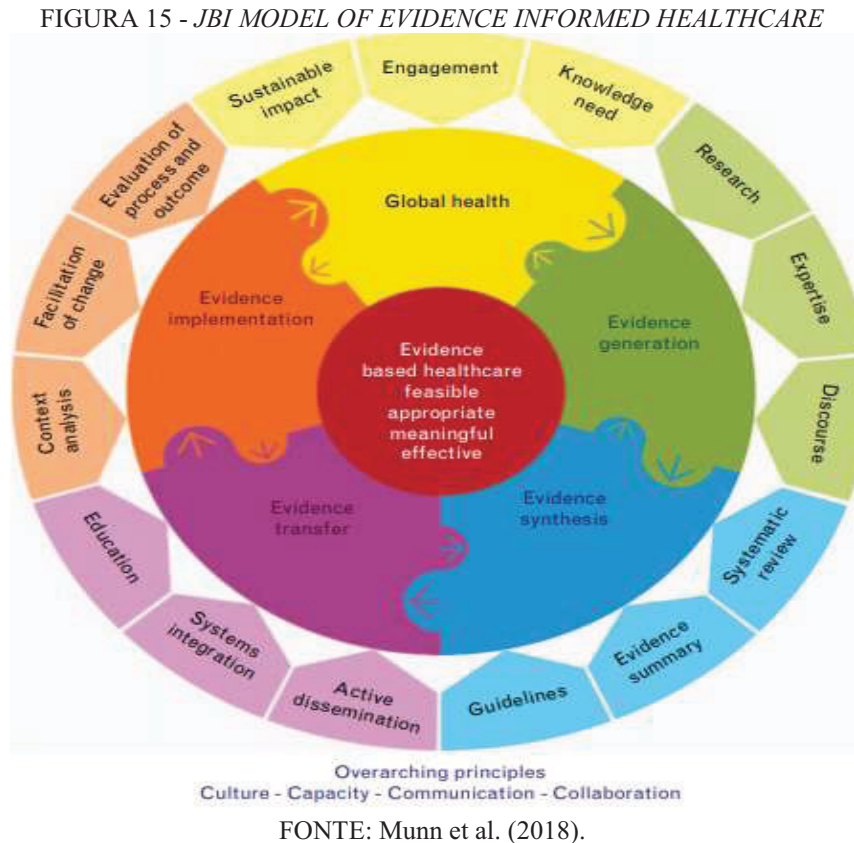 FIGURA 15 - JBI MODEL OF EVIDENCE INFORMED HEALTHCARE
Engagement
Knowledge
need
Research
Expertise
Discourse
Systematic
review
Evidence
summary
Guidelines
Active
dissemination
Systems
integration
Education
Context
analysis
Facilitation
of change
Evaluation of
process and
outcome
Sustainable
impact
Global health
Evidence
generation
Evidence
synthesis
Evidence
transfer
Evidence
implementation
Evidence
based healthcare
feasible
appropriate
meaningful
effective
Overarching principles
Culture - Capacity - Communication - Collaboration
FONTE: Munn et al. (2018).